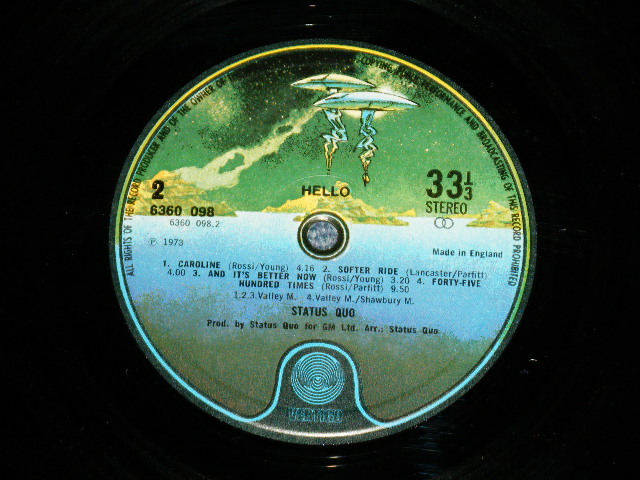 ALL RIGHTS OF THE RECORD PRODUCER AND OF THE OWNER OF THE
COPYING, PUBLIC PERFORMANCE AND BROADCASTING OF THIS RECORD PROHIBITED
2
HELLO
33 1/3
6360 098
STEREO
6360 098.2
℗ 1973
Made in England
1. CAROLINE (Rossi/Young) 4.16 2. SOFTER RIDE (Lancaster/Parfitt)
4.00 3. AND IT'S BETTER NOW (Rossi/Young) 3.20 4. FORTY-FIVE
HUNDRED TIMES (Rossi/Parfitt) 9.50
1.2.3. Valley M. 4. Valley M./Shawbury M.
STATUS QUO
Prod. by Status Quo for GM Ltd. Arr.: Status Quo
VERTIGO